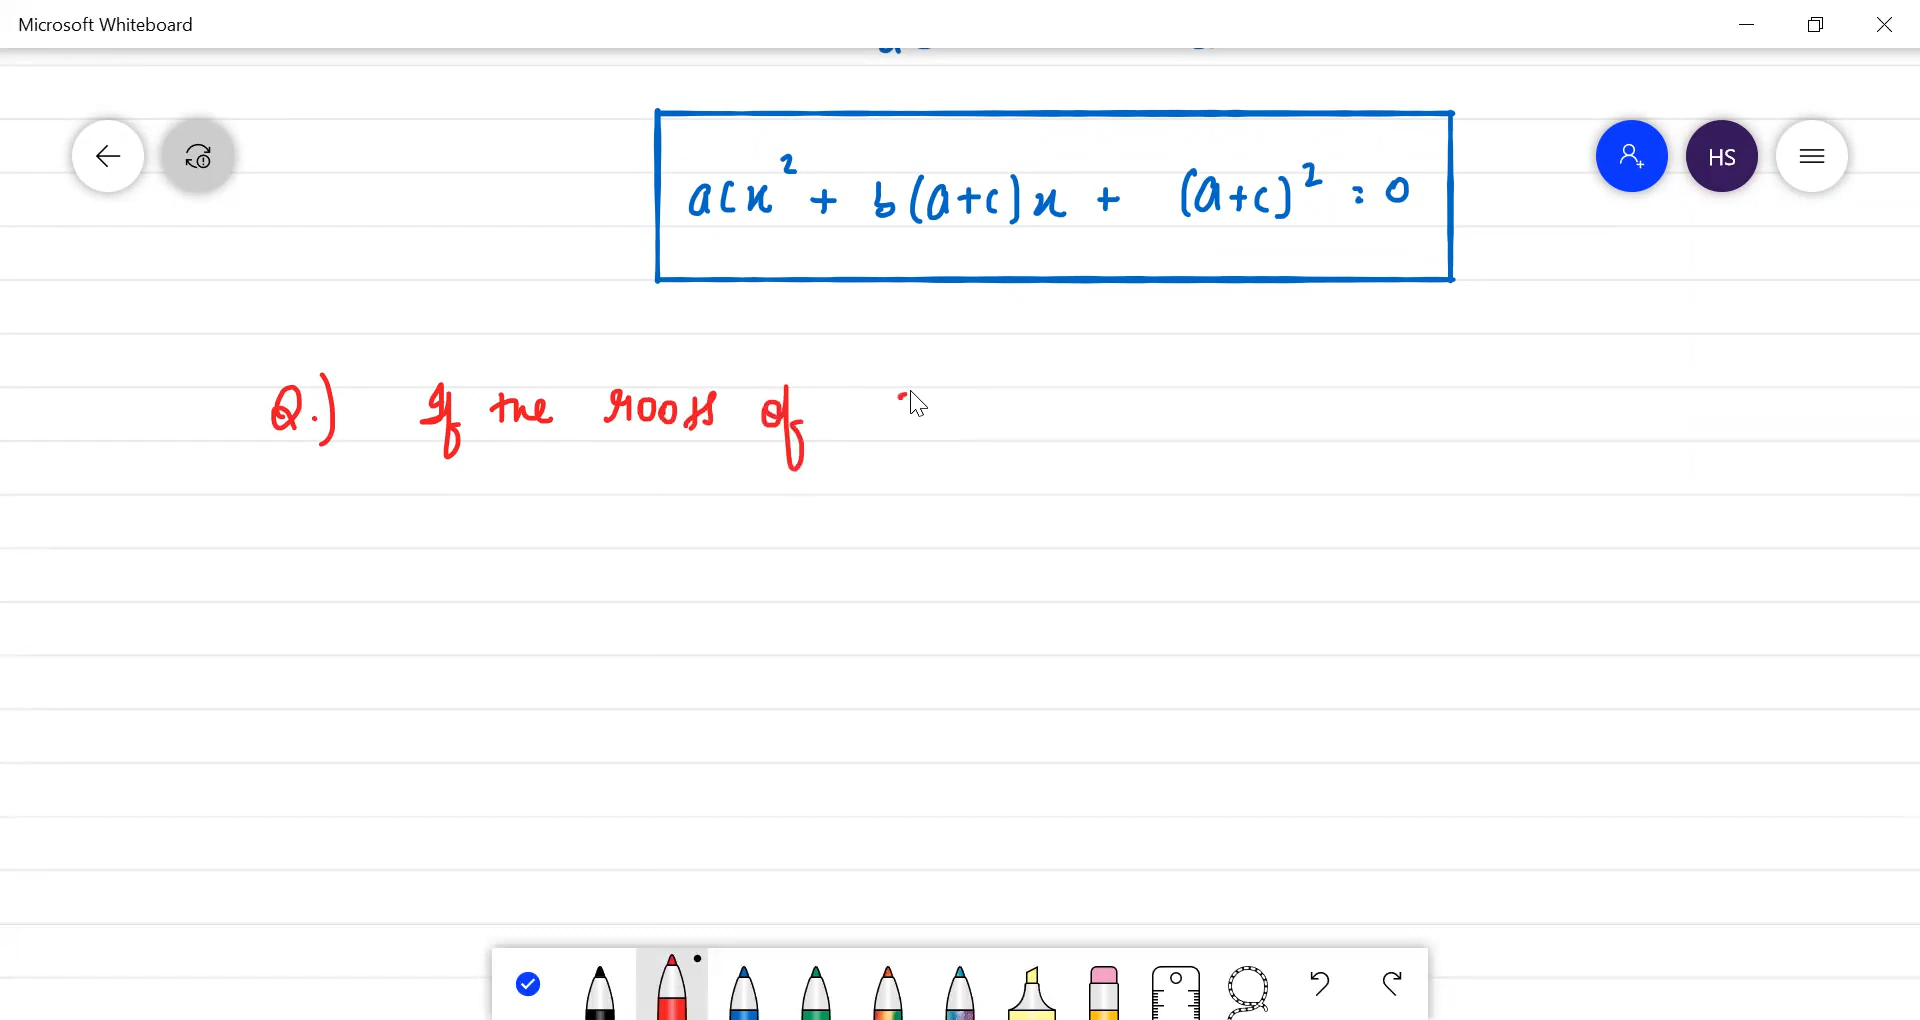 Microsoft Whiteboard
acx² + b(a+c)x + (a+c)² = 0
HS
Q.) If the roots of